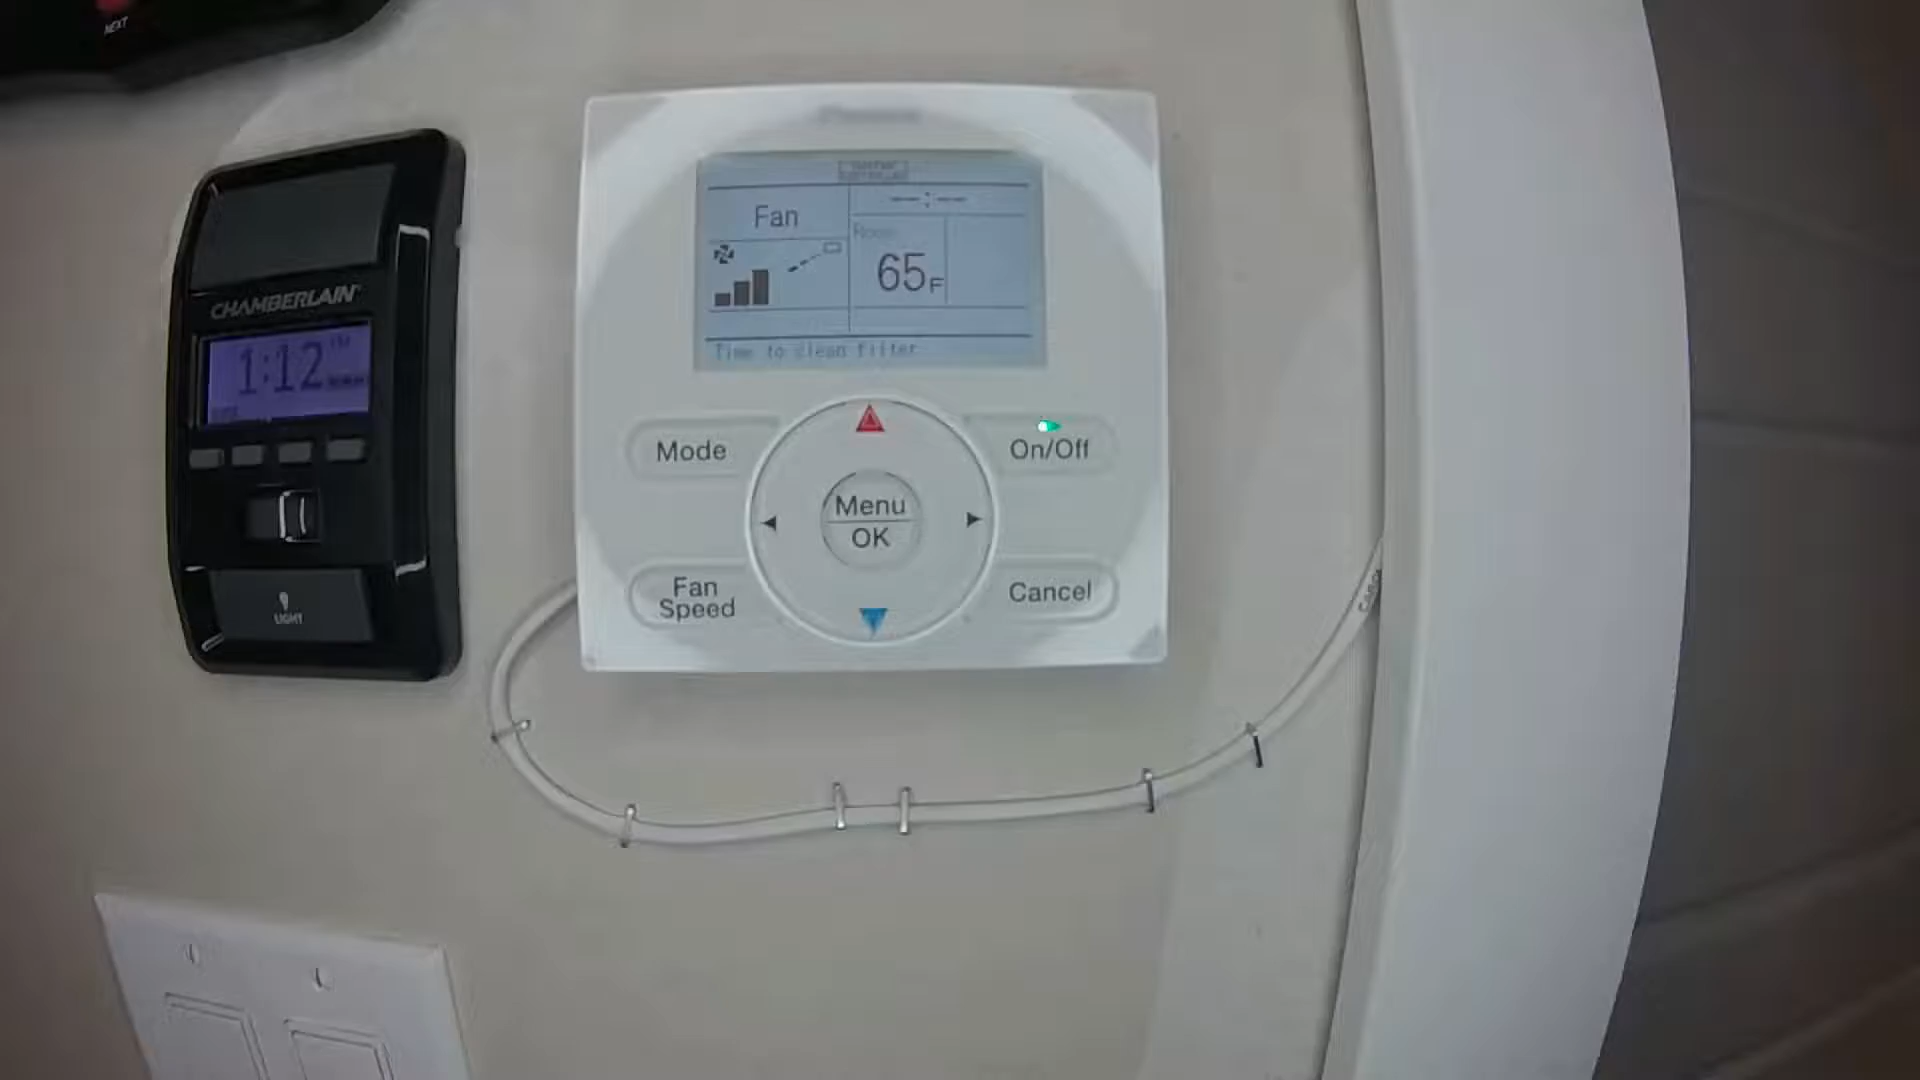 NEXT
CHAMBERLAIN
1:12
LIGHT
Fan
Room
65F
Time to clean filter
Mode
On/Off
Menu
OK
Fan
Speed
Cancel